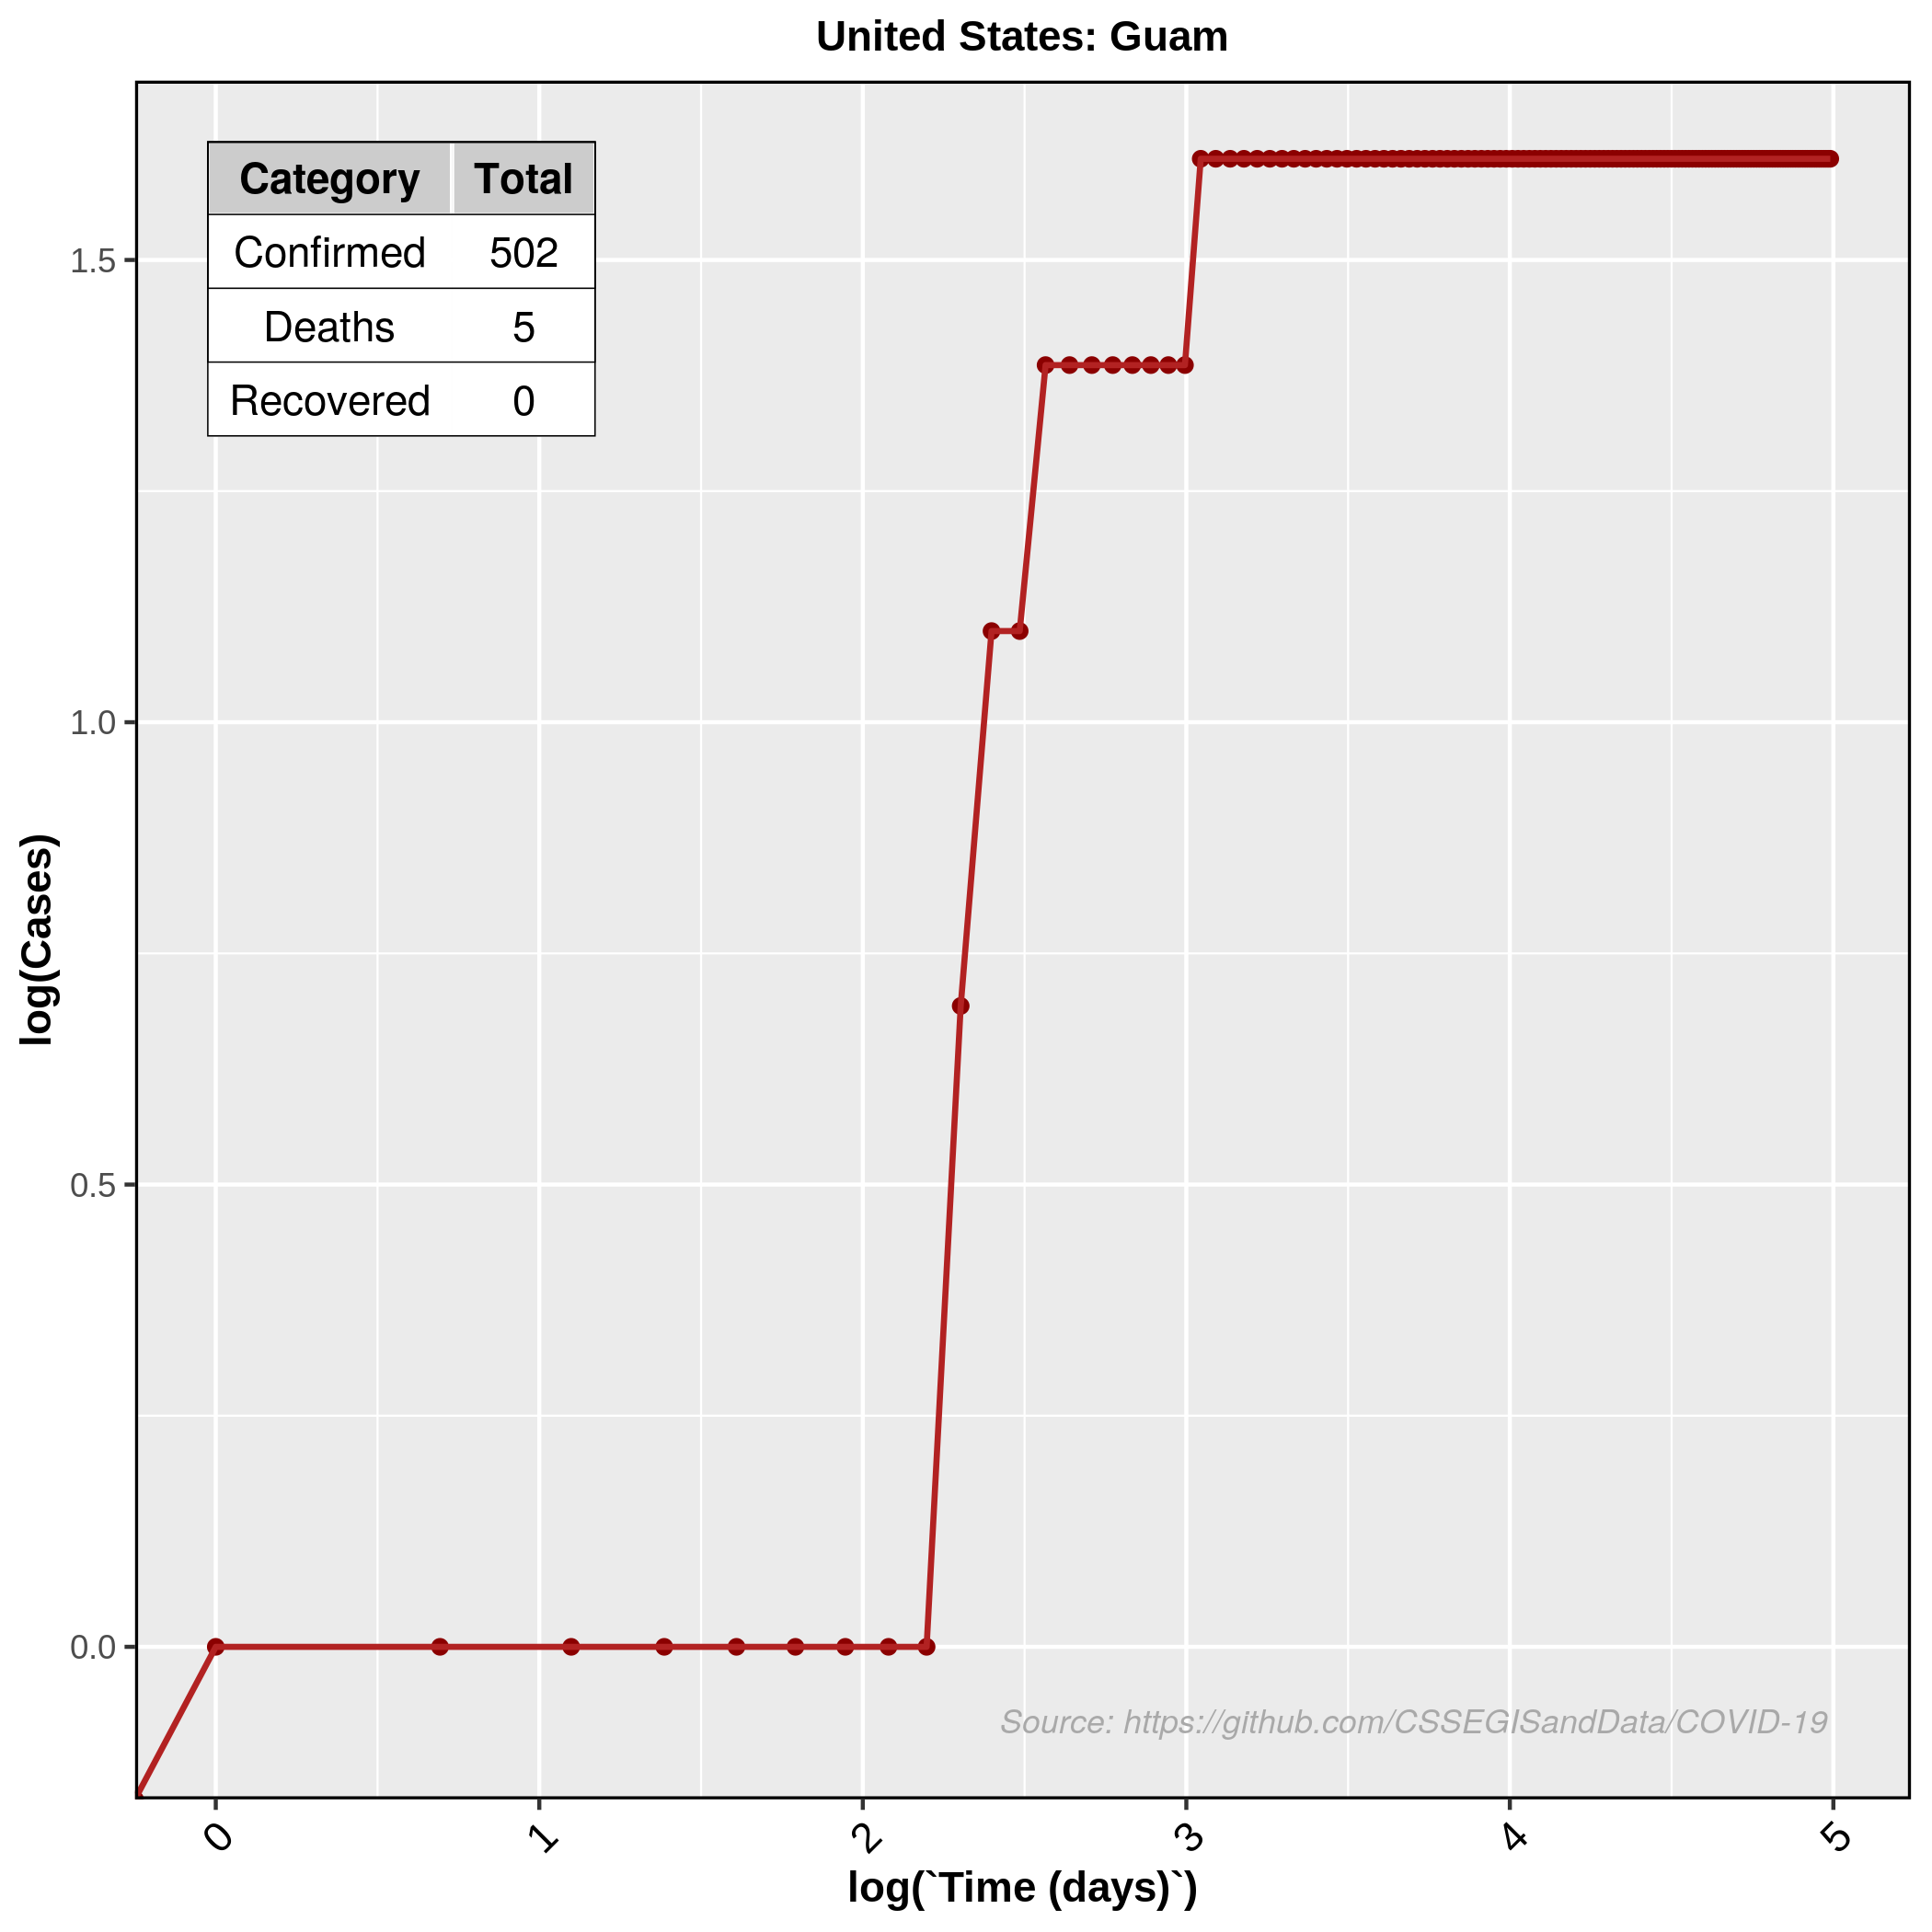 United States: Guam
Category Total
Confirmed 502
Deaths 5
Recovered 0
1.5
1.0
0.5
0.0
log(Cases)
Source: https://github.com/CSSEGISandData/COVID-19
0 1 2 3 4 5
log(`Time (days)`)